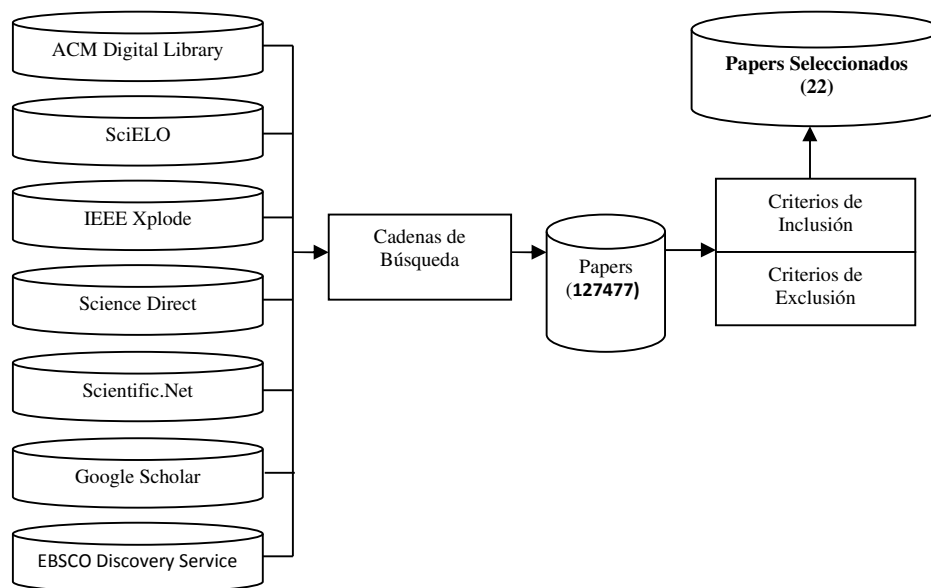 ACM Digital Library
SciELO
IEEE Xplode
Science Direct
Scientific.Net
Google Scholar
EBSCO Discovery Service
Cadenas de
Búsqueda
Papers
(127477)
Criterios de
Inclusión
Criterios de
Exclusión
Papers Seleccionados
(22)